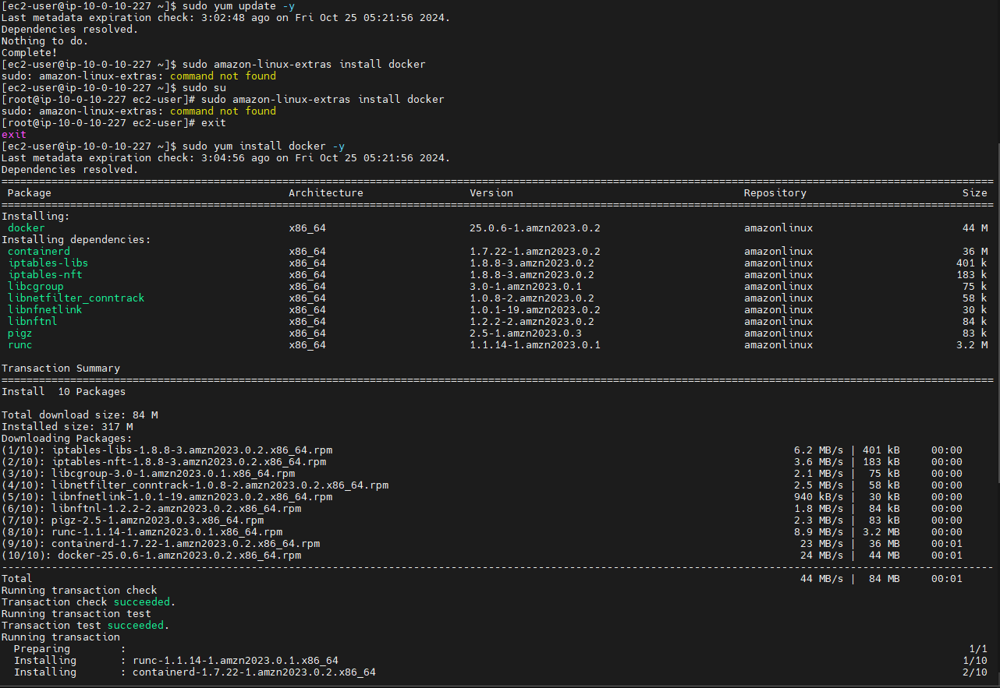 [ec2-user@ip-10-0-10-227 ~]$ sudo yum update -y
Last metadata expiration check: 3:02:48 ago on Fri Oct 25 05:21:56 2024.
Dependencies resolved.
Nothing to do.
Complete!
[ec2-user@ip-10-0-10-227 ~]$ sudo amazon-linux-extras install docker
sudo: amazon-linux-extras: command not found
[ec2-user@ip-10-0-10-227 ~]$ sudo su
[root@ip-10-0-10-227 ec2-user]# sudo amazon-linux-extras install docker
sudo: amazon-linux-extras: command not found
[root@ip-10-0-10-227 ec2-user]# exit
exit
[ec2-user@ip-10-0-10-227 ~]$ sudo yum install docker -y
Last metadata expiration check: 3:04:56 ago on Fri Oct 25 05:21:56 2024.
Dependencies resolved.
Package Architecture Version Repository Size
Installing:
docker x86_64 25.0.6-1.amzn2023.0.2 amazonlinux 44 M
Installing dependencies:
containerd x86_64 1.7.22-1.amzn2023.0.2 amazonlinux 36 M
iptables-libs x86_64 1.8.8-3.amzn2023.0.2 amazonlinux 401 k
iptables-nft x86_64 1.8.8-3.amzn2023.0.2 amazonlinux 183 k
libcgroup x86_64 3.0-1.amzn2023.0.1 amazonlinux 75 k
libnetfilter_conntrack x86_64 1.0.8-2.amzn2023.0.2 amazonlinux 58 k
libnfnetlink x86_64 1.0.1-19.amzn2023.0.2 amazonlinux 30 k
libnftnl x86_64 1.2.2-2.amzn2023.0.2 amazonlinux 84 k
pigz x86_64 2.5-1.amzn2023.0.3 amazonlinux 83 k
runc x86_64 1.1.14-1.amzn2023.0.1 amazonlinux 3.2 M
Transaction Summary
Install 10 Packages
Total download size: 84 M
Installed size: 317 M
Downloading Packages:
(1/10): iptables-libs-1.8.8-3.amzn2023.0.2.x86_64.rpm 6.2 MB/s | 401 kB 00:00
(2/10): iptables-nft-1.8.8-3.amzn2023.0.2.x86_64.rpm 3.6 MB/s | 183 kB 00:00
(3/10): libcgroup-3.0-1.amzn2023.0.1.x86_64.rpm 2.1 MB/s | 75 kB 00:00
(4/10): libnetfilter_conntrack-1.0.8-2.amzn2023.0.2.x86_64.rpm 2.5 MB/s | 58 kB 00:00
(5/10): libnfnetlink-1.0.1-19.amzn2023.0.2.x86_64.rpm 940 kB/s | 30 kB 00:00
(6/10): libnftnl-1.2.2-2.amzn2023.0.2.x86_64.rpm 1.8 MB/s | 84 kB 00:00
(7/10): pigz-2.5-1.amzn2023.0.3.x86_64.rpm 2.3 MB/s | 83 kB 00:00
(8/10): runc-1.1.14-1.amzn2023.0.1.x86_64.rpm 8.9 MB/s | 3.2 MB 00:00
(9/10): containerd-1.7.22-1.amzn2023.0.2.x86_64.rpm 23 MB/s | 36 MB 00:01
(10/10): docker-25.0.6-1.amzn2023.0.2.x86_64.rpm 24 MB/s | 44 MB 00:01
Total 44 MB/s | 84 MB 00:01
Running transaction check
Transaction check succeeded.
Running transaction test
Transaction test succeeded.
Running transaction
Preparing : 1/1
Installing : runc-1.1.14-1.amzn2023.0.1.x86_64 1/10
Installing : containerd-1.7.22-1.amzn2023.0.2.x86_64 2/10